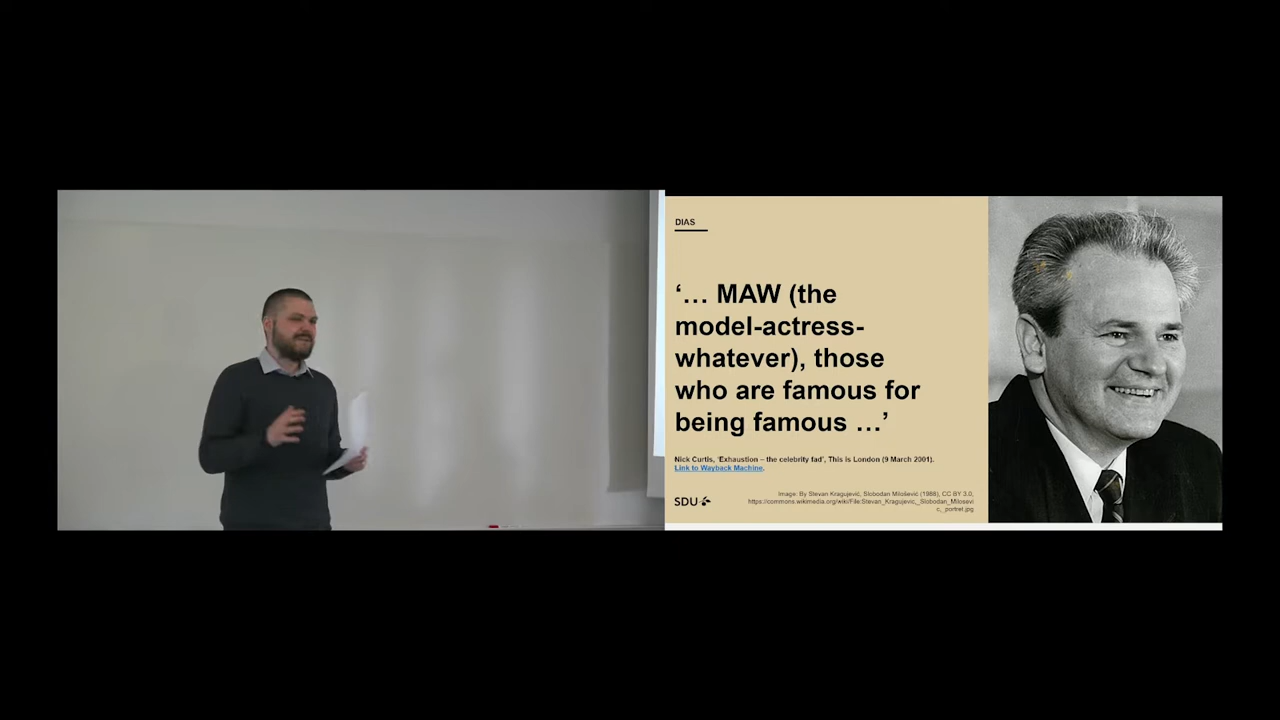 DIAS
‘… MAW (the
model-actress-
whatever), those
who are famous for
being famous …’
Nick Curtis, ‘Exhaustion – the celebrity fad’, This is London (9 March 2001).
Link to Wayback Machine.
SDU
Image: By Stevan Kragujević, Slobodan Milošević (1988), CC BY 3.0,
https://commons.wikimedia.org/wiki/File:Stevan_Kragujevic,_Slobodan_Milosevi
c,_portret.jpg